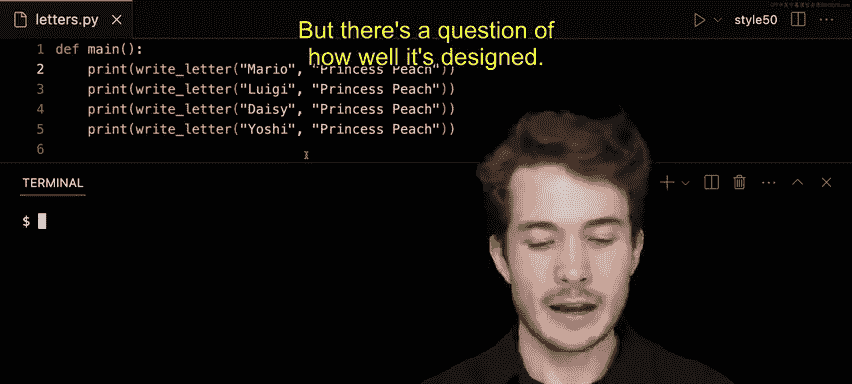 letters.py
style50
But there's a question of
how well it's designed.
1 def main():
2 print(write_letter("Mario", "Princess Peach"))
3 print(write_letter("Luigi", "Princess Peach"))
4 print(write_letter("Daisy", "Princess Peach"))
5 print(write_letter("Yoshi", "Princess Peach"))
6
TERMINAL
$